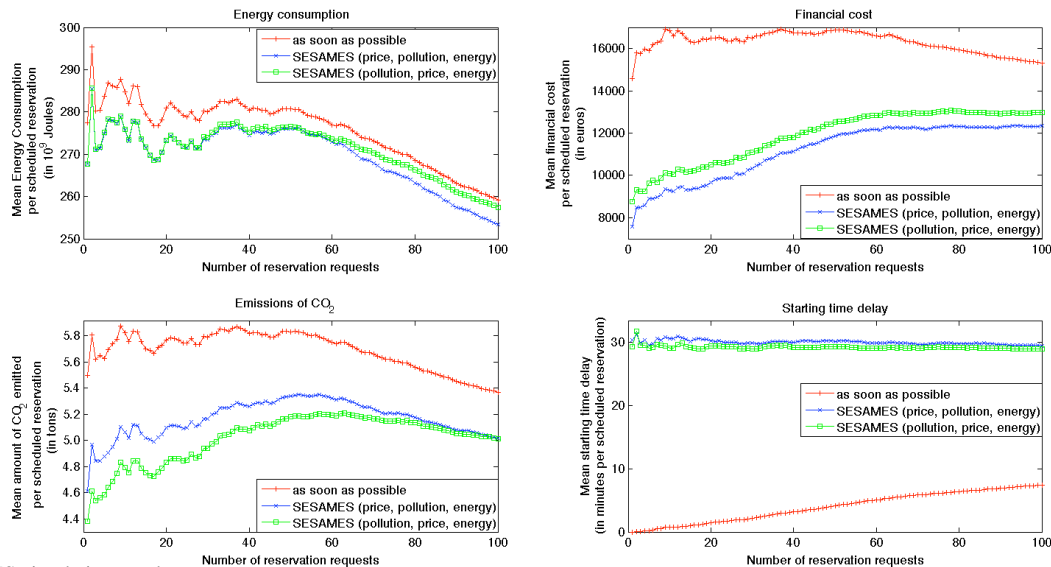 Energy consumption
300
290
280
270
260
250
0
20
40
60
80
100
Mean Energy Consumption
per scheduled reservation
(in 10^9 Joules)
Number of reservation requests
as soon as possible
SESAMES (price, pollution, energy)
SESAMES (pollution, price, energy)
Financial cost
16000
14000
12000
10000
8000
0
20
40
60
80
100
Mean financial cost
per scheduled reservation
(in euros)
Number of reservation requests
as soon as possible
SESAMES (price, pollution, energy)
SESAMES (pollution, price, energy)
Emissions of CO2
5.8
5.6
5.4
5.2
5.0
4.8
4.6
4.4
0
20
40
60
80
100
Mean amount of CO2 emitted
per scheduled reservation
(in tons)
Number of reservation requests
as soon as possible
SESAMES (price, pollution, energy)
SESAMES (pollution, price, energy)
Starting time delay
30
20
10
0
0
20
40
60
80
100
Mean starting time delay
(in minutes per scheduled reservation)
Number of reservation requests
as soon as possible
SESAMES (price, pollution, energy)
SESAMES (pollution, price, energy)